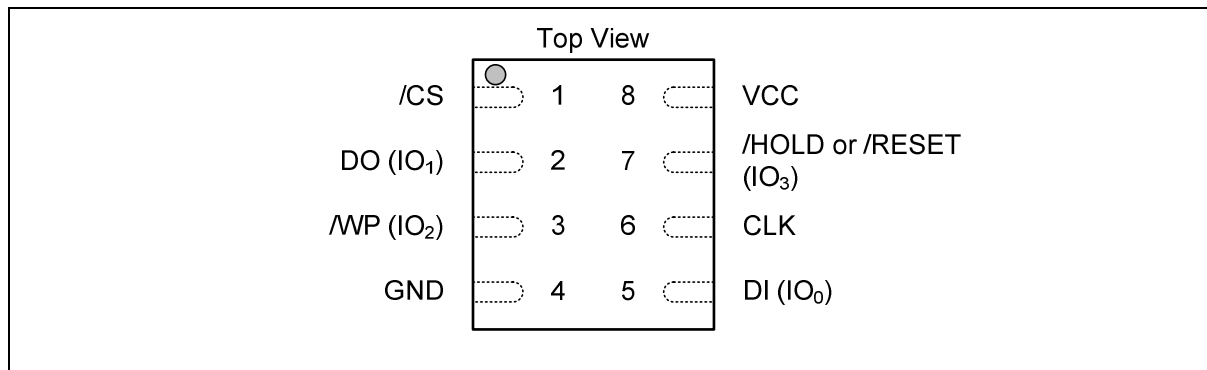 Top View
/CS 1 8 VCC
DO (IO₁) 2 7 /HOLD or /RESET
(IO₃)
/WP (IO₂) 3 6 CLK
GND 4 5 DI (IO₀)